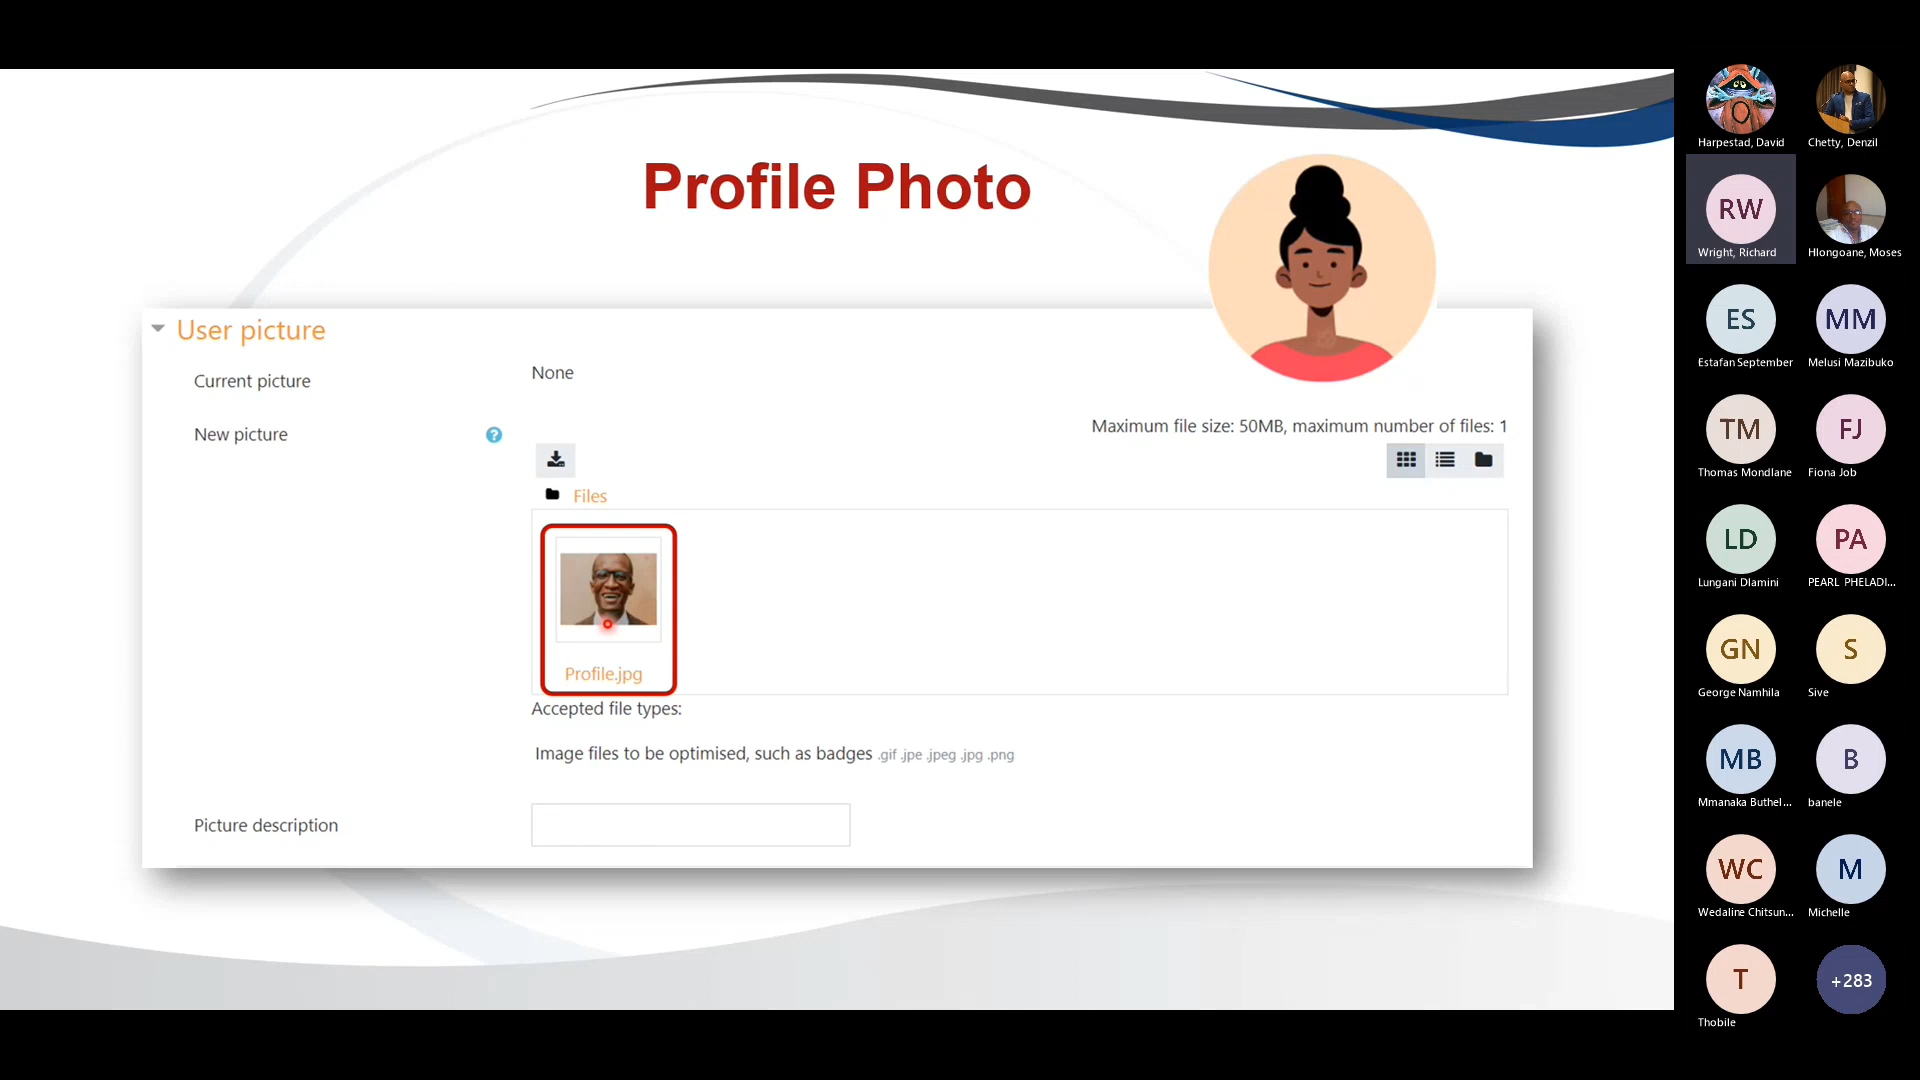 Profile Photo
User picture
Current picture
None
New picture
Maximum file size: 50MB, maximum number of files: 1
Files
Profile.jpg
Accepted file types:
Image files to be optimised, such as badges .gif .jpe .jpeg .jpg .png
Picture description
Harpestad, David
Chetty, Denzil
RW
Wright, Richard
Hlongoane, Moses
ES
MM
Estafan September
Melusi Mazibuko
TM
FJ
Thomas Mondlane
Fiona Job
LD
PA
Lungani Dlamini
PEARL PHELADI...
GN
S
George Namhila
Sive
MB
B
Mmanaka Buthel...
banele
WC
M
Wedaline Chitsun...
Michelle
T
+283
Thobile